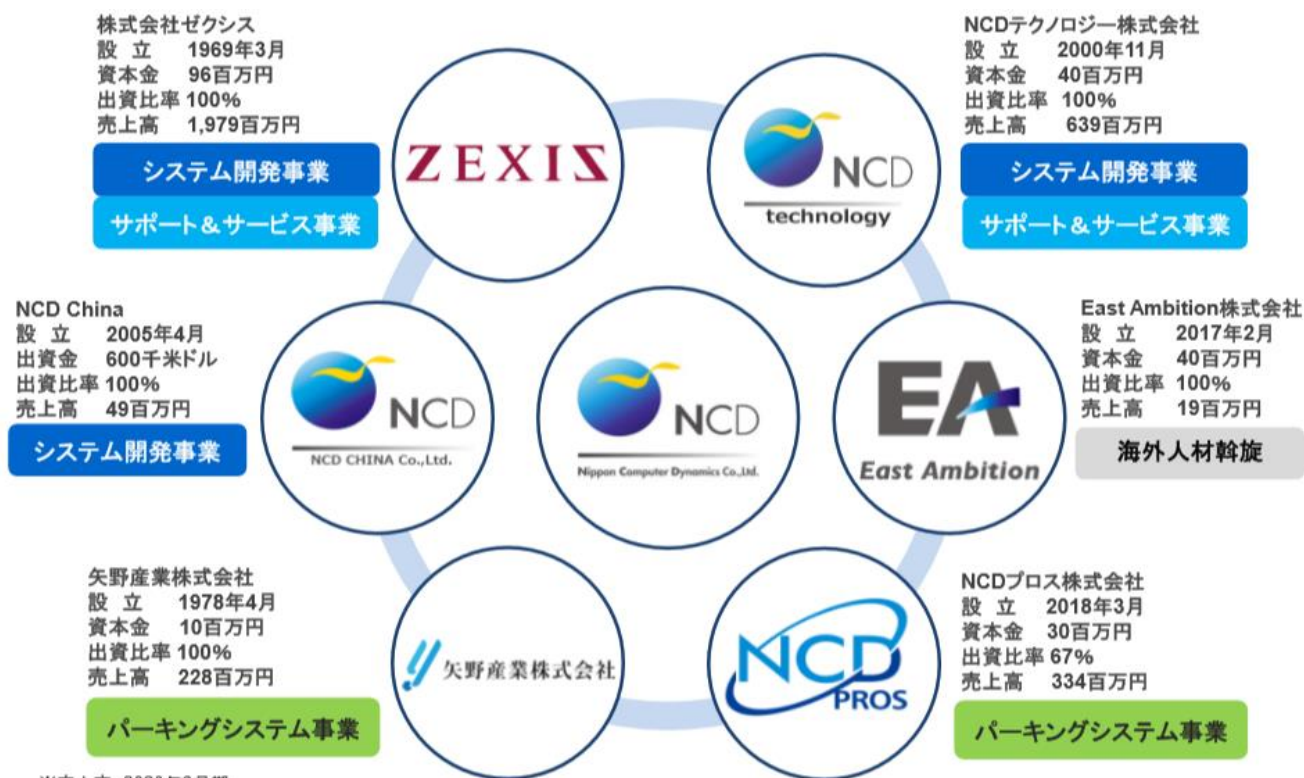 株式会社ゼクシス
設 立 1969年3月
資本金 96百万円
出資比率 100%
売上高 1,979百万円
システム開発事業
サポート＆サービス事業
ZEXIS
NCDテクノロジー株式会社
設 立 2000年11月
資本金 40百万円
出資比率 100%
売上高 639百万円
システム開発事業
サポート＆サービス事業
NCD
technology
NCD China
設 立 2005年4月
出資金 600千米ドル
出資比率 100%
売上高 49百万円
システム開発事業
NCD
NCD CHINA Co.,Ltd.
NCD
Nippon Computer Dynamics Co.,Ltd.
East Ambition株式会社
設 立 2017年2月
資本金 40百万円
出資比率 100%
売上高 19百万円
海外人材斡旋
EA
East Ambition
矢野産業株式会社
設 立 1978年4月
資本金 10百万円
出資比率 100%
売上高 228百万円
パーキングシステム事業
矢野産業株式会社
NCDプロス株式会社
設 立 2018年3月
資本金 30百万円
出資比率 67%
売上高 334百万円
パーキングシステム事業
NCD
PROS